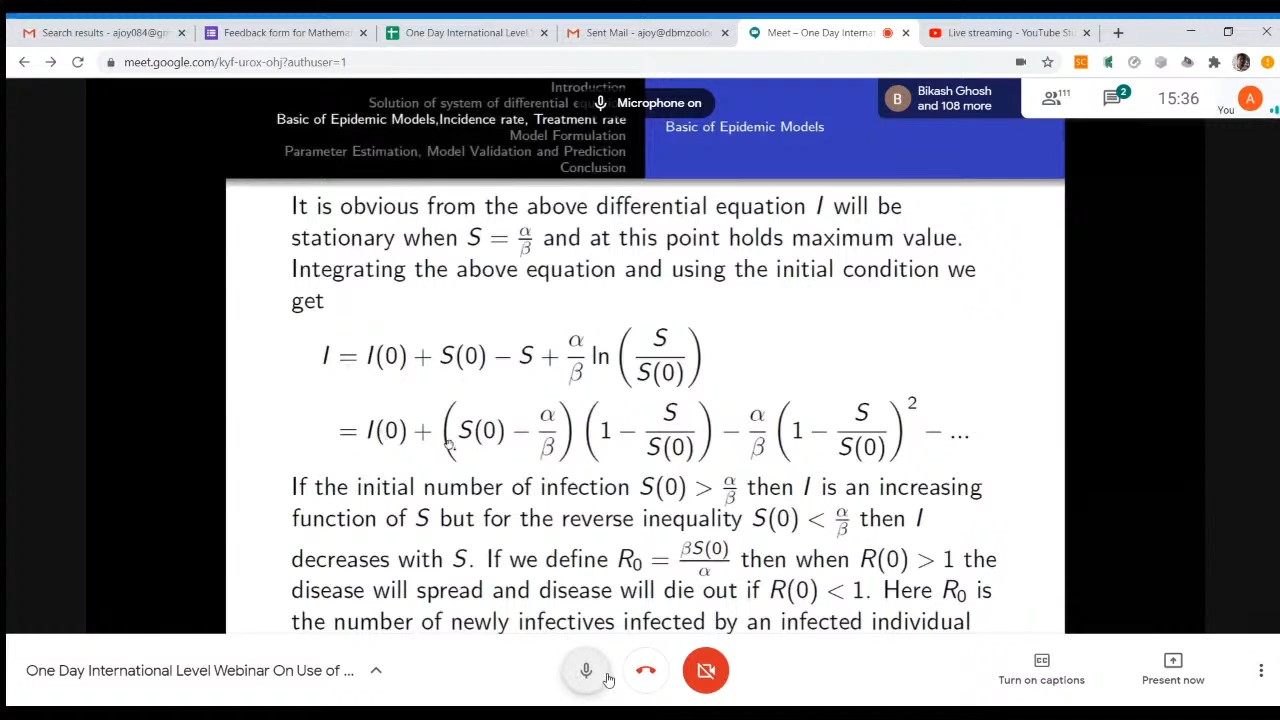 Search results - ajoy084@gm
Feedback form for Mathema
One Day International Level
Sent Mail - ajoy@dbmzoolo
Meet – One Day Interna
Live streaming - YouTube St
meet.google.com/kyf-urox-ohj?authuser=1
Introduction
Solution of system of differential e
Microphone on
Basic of Epidemic Models,Incidence rate, Treatment rate
Model Formulation
Parameter Estimation, Model Validation and Prediction
Conclusion
Basic of Epidemic Models
B
Bikash Ghosh
and 108 more
111
2
15:36
You
A
It is obvious from the above differential equation I will be
stationary when S = α/β and at this point holds maximum value.
Integrating the above equation and using the initial condition we
get
I = I(0) + S(0) − S + α/β ln (S/S(0))
= I(0) + (S(0) − α/β) (1 − S/S(0)) − α/β (1 − S/S(0))² − ...
If the initial number of infection S(0) > α/β then I is an increasing
function of S but for the reverse inequality S(0) < α/β then I
decreases with S. If we define R₀ = βS(0)/α then when R(0) > 1 the
disease will spread and disease will die out if R(0) < 1. Here R₀ is
the number of newly infectives infected by an infected individual
One Day International Level Webinar On Use of ...
Turn on captions
Present now